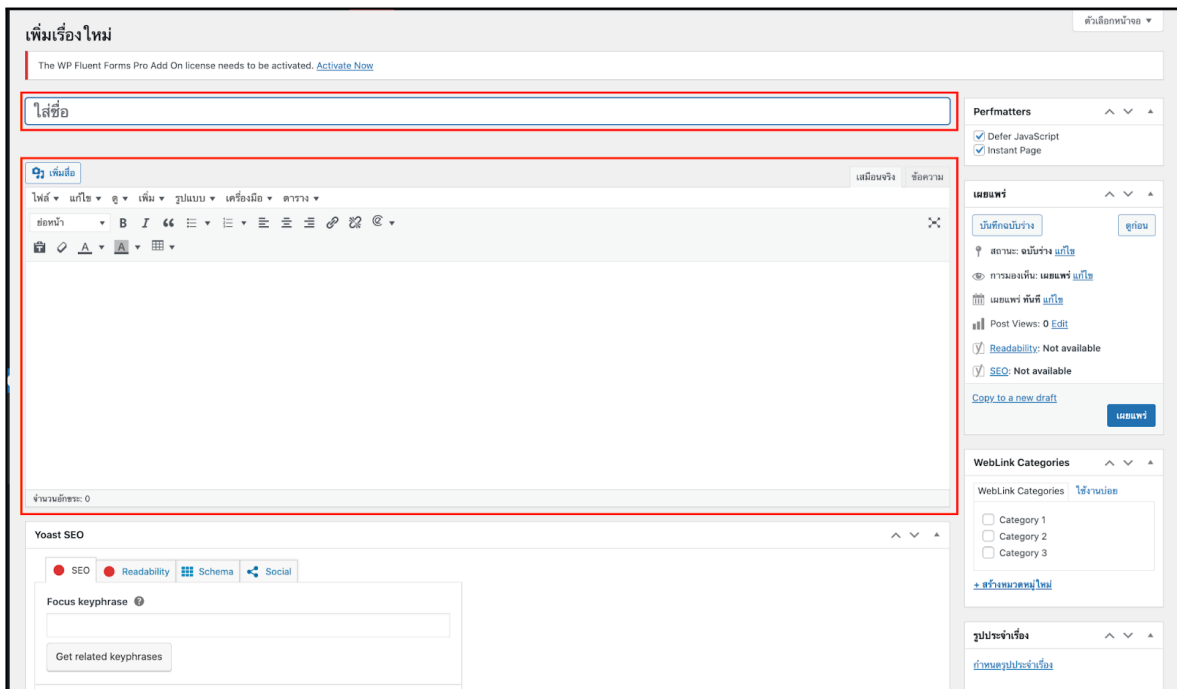 ตัวเลือกหน้าจอ
เพิ่มเรื่องใหม่
The WP Fluent Forms Pro Add On license needs to be activated. Activate Now
ใส่ชื่อ
เพิ่มสื่อ
เสมือนจริง ข้อความ
ไฟล์ แก้ไข ดู เพิ่ม รูปแบบ เครื่องมือ ตาราง
ย่อหน้า B I
A A
จำนวนอักขระ: 0
Yoast SEO
SEO Readability Schema Social
Focus keyphrase
Get related keyphrases
Perfmatters
Defer JavaScript
Instant Page
เผยแพร่
บันทึกฉบับร่าง ดูก่อน
สถานะ: ฉบับร่าง แก้ไข
การมองเห็น: เผยแพร่ แก้ไข
เผยแพร่ ทันที แก้ไข
Post Views: 0 Edit
Readability: Not available
SEO: Not available
Copy to a new draft
เผยแพร่
WebLink Categories
WebLink Categories ใช้งานบ่อย
Category 1
Category 2
Category 3
+ สร้างหมวดหมู่ใหม่
รูปประจำเรื่อง
กำหนดรูปประจำเรื่อง